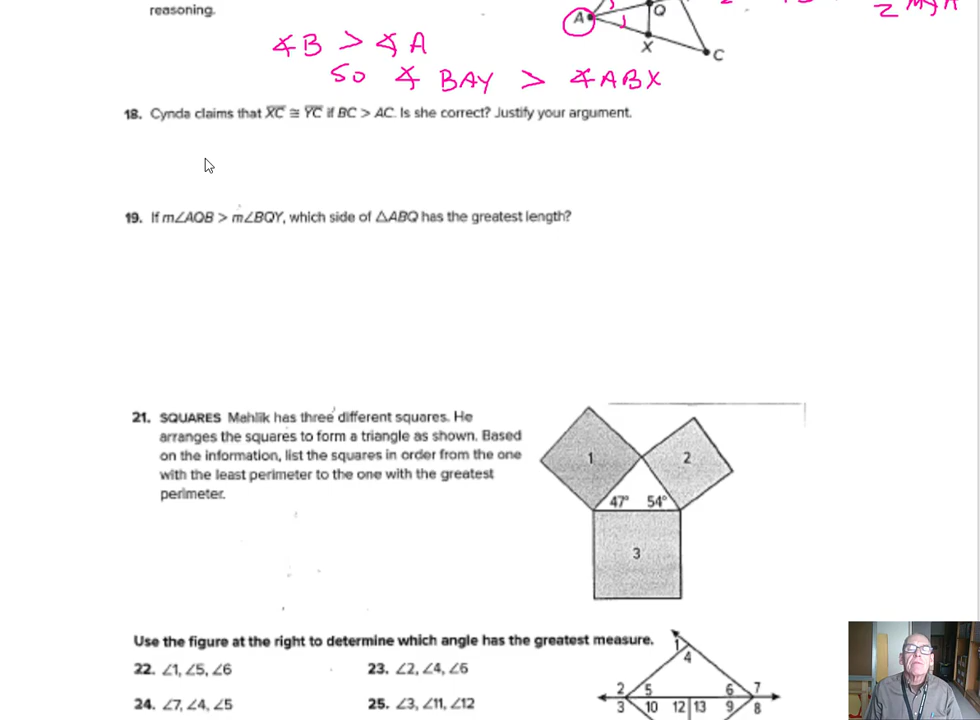 reasoning.
A
Q
X
C
∡B > ∡A
so ∡ BAY > ∡ABX
18. Cynda claims that X̅C̅ ≅ Y̅C̅ if BC > AC. Is she correct? Justify your argument.
19. If m∠AQB > m∠BQY, which side of △ABQ has the greatest length?
21. SQUARES Mahlik has three different squares. He
arranges the squares to form a triangle as shown. Based
on the information, list the squares in order from the one
with the least perimeter to the one with the greatest
perimeter.
1
2
47° 54°
3
Use the figure at the right to determine which angle has the greatest measure.
22. ∠1, ∠5, ∠6
23. ∠2, ∠4, ∠6
24. ∠7, ∠4, ∠5
25. ∠3, ∠11, ∠12
1
4
2 5 6 7
3 10 12 13 9 8